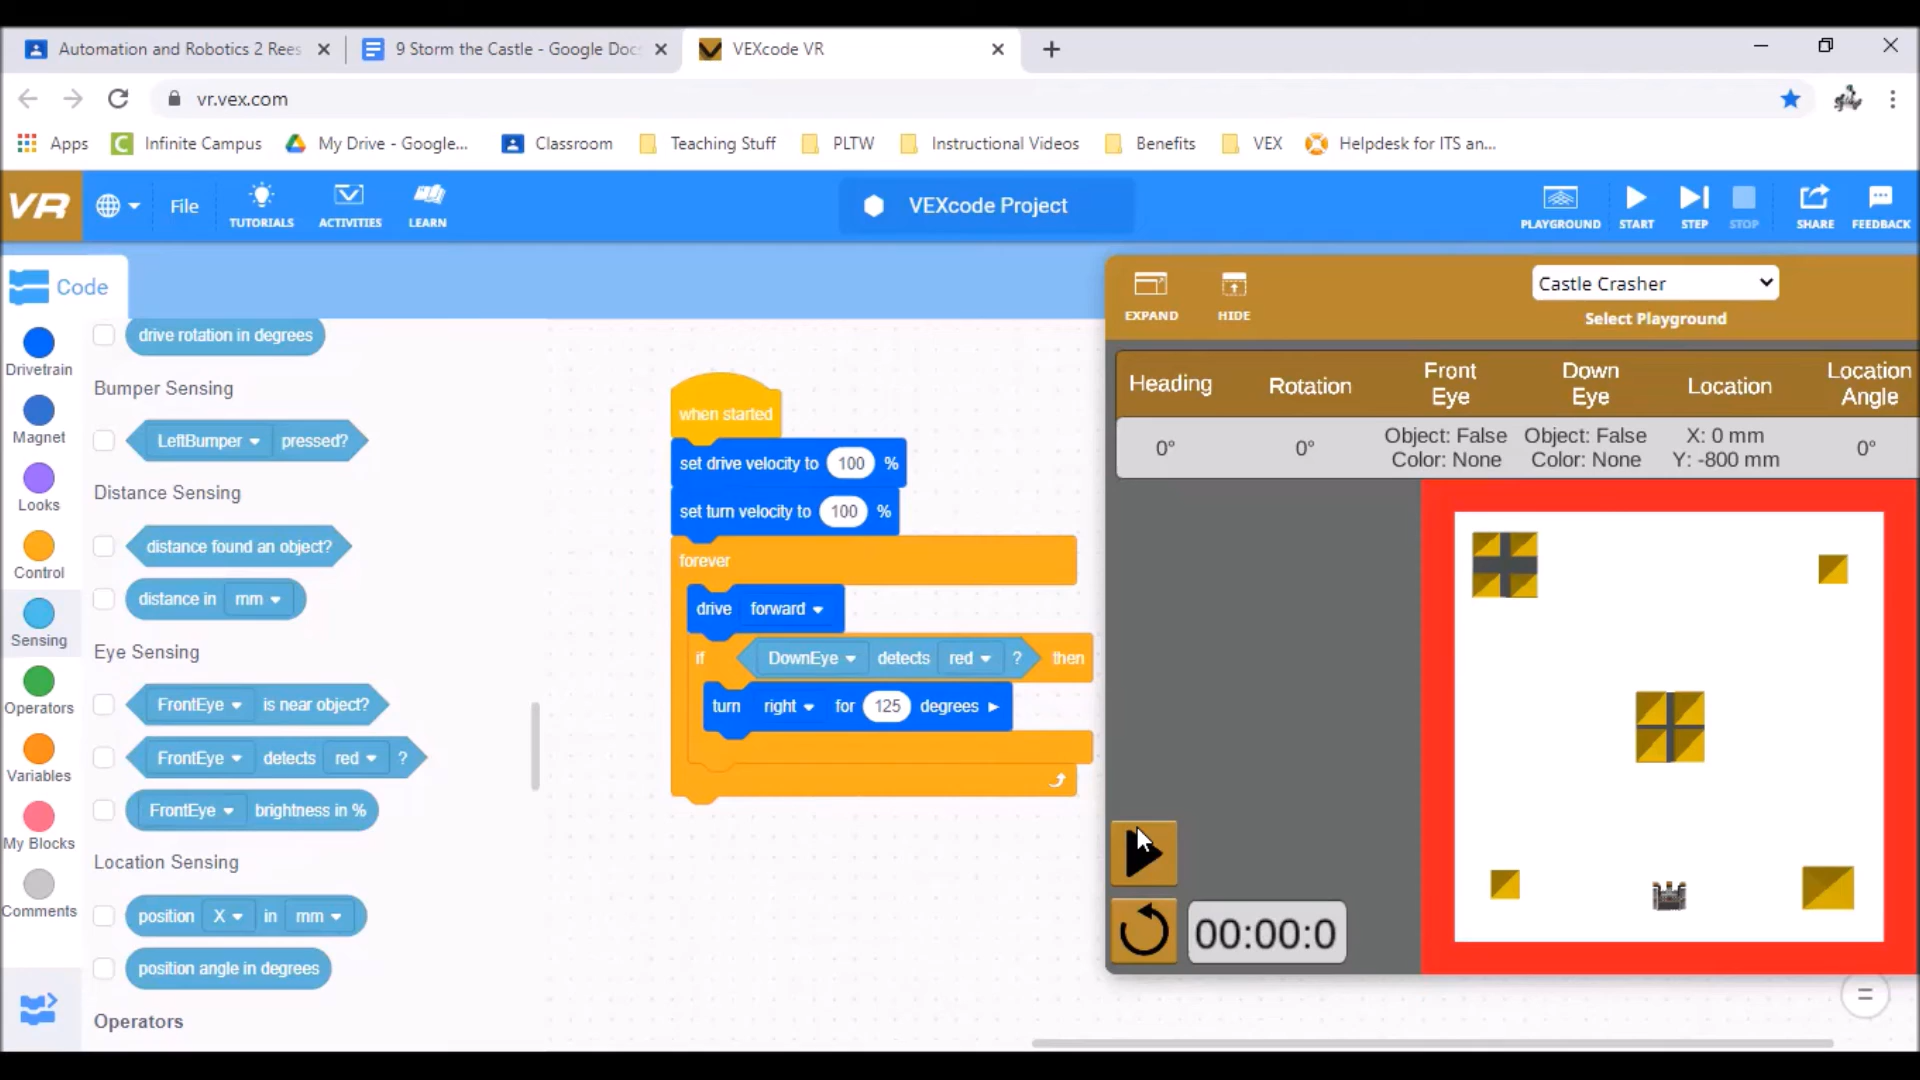 Automation and Robotics 2 Rees
9 Storm the Castle - Google Doc
VEXcode VR
vr.vex.com
Apps
Infinite Campus
My Drive - Google...
Classroom
Teaching Stuff
PLTW
Instructional Videos
Benefits
VEX
Helpdesk for ITS an...
VR
File
TUTORIALS
ACTIVITIES
LEARN
VEXcode Project
PLAYGROUND
START
STEP
STOP
SHARE
FEEDBACK
Code
Drivetrain
Magnet
Looks
Control
Sensing
Operators
Variables
My Blocks
Comments
drive rotation in degrees
Bumper Sensing
LeftBumper pressed?
Distance Sensing
distance found an object?
distance in mm
Eye Sensing
FrontEye is near object?
FrontEye detects red ?
FrontEye brightness in %
Location Sensing
position X in mm
position angle in degrees
Operators
when started
set drive velocity to 100 %
set turn velocity to 100 %
forever
drive forward
if DownEye detects red ? then
turn right for 125 degrees
EXPAND
HIDE
Castle Crasher
Select Playground
Heading Rotation Front Eye Down Eye Location Location Angle
0° 0° Object: False Color: None Object: False Color: None X: 0 mm Y: -800 mm 0°
00:00:0